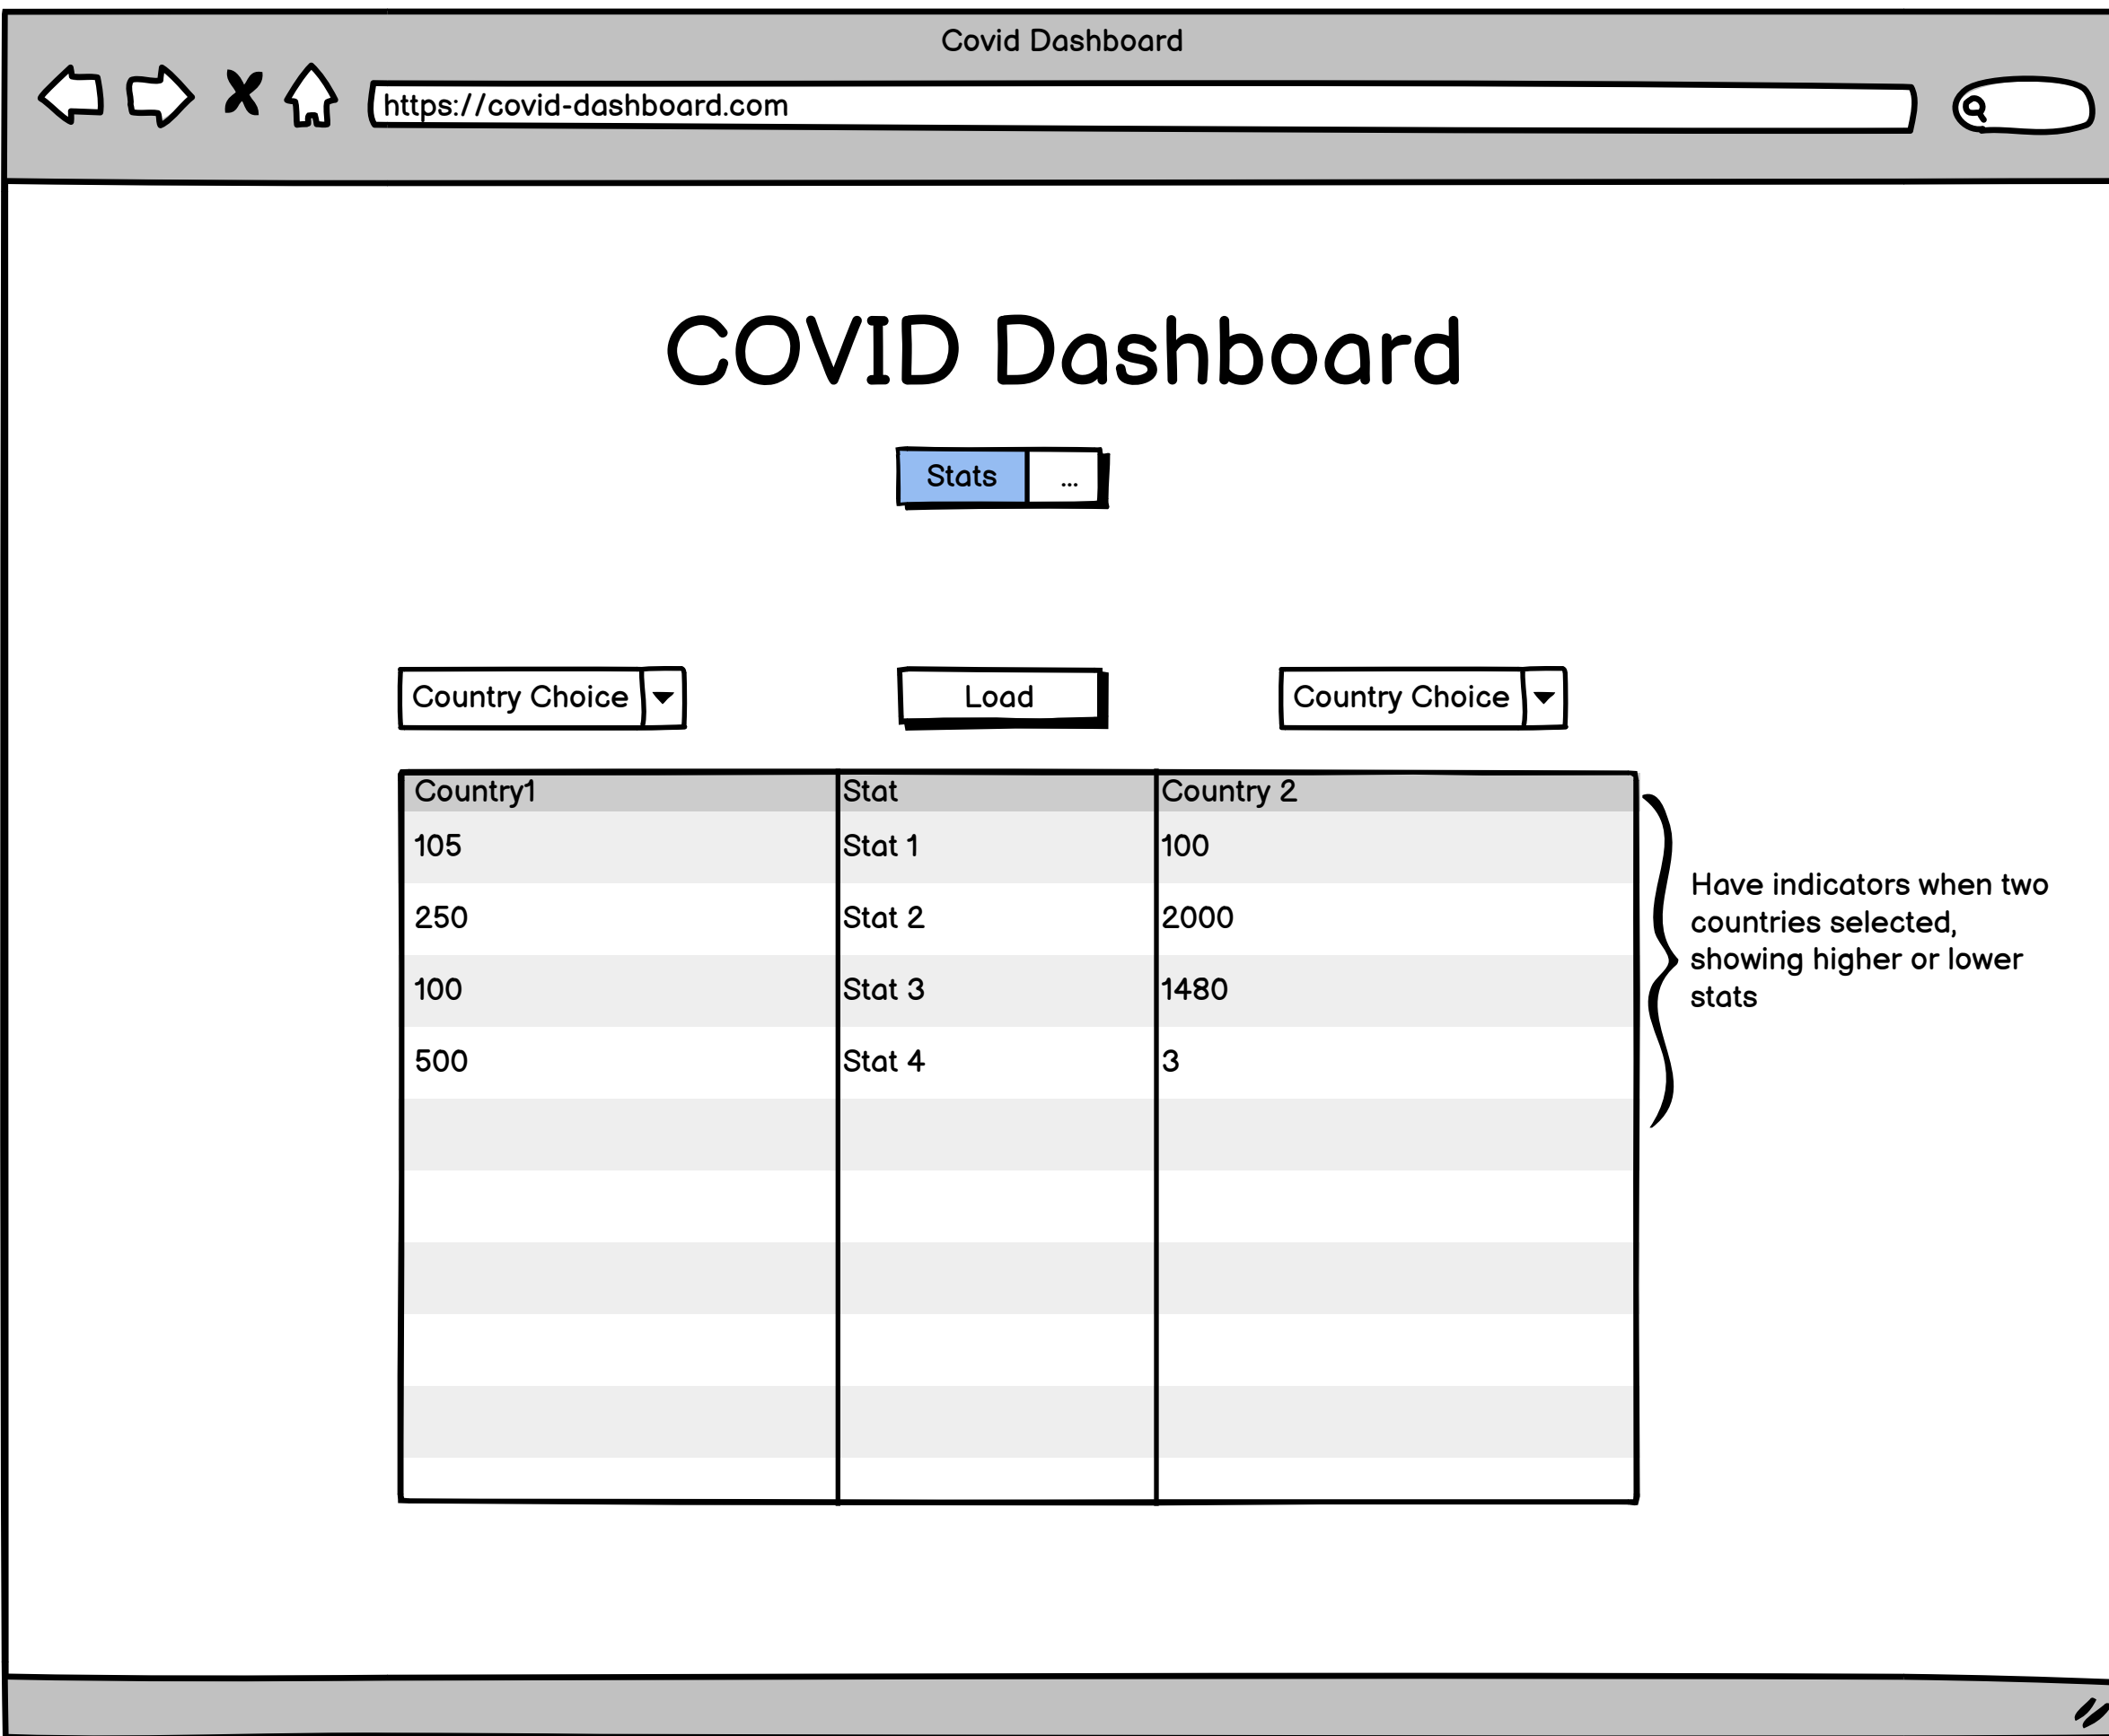 Covid Dashboard
https://covid-dashboard.com
COVID Dashboard
Stats ...
Country Choice Load Country Choice
Country1 Stat Country 2
105 Stat 1 100
250 Stat 2 2000
100 Stat 3 1480
500 Stat 4 3
Have indicators when two
countries selected,
showing higher or lower
stats